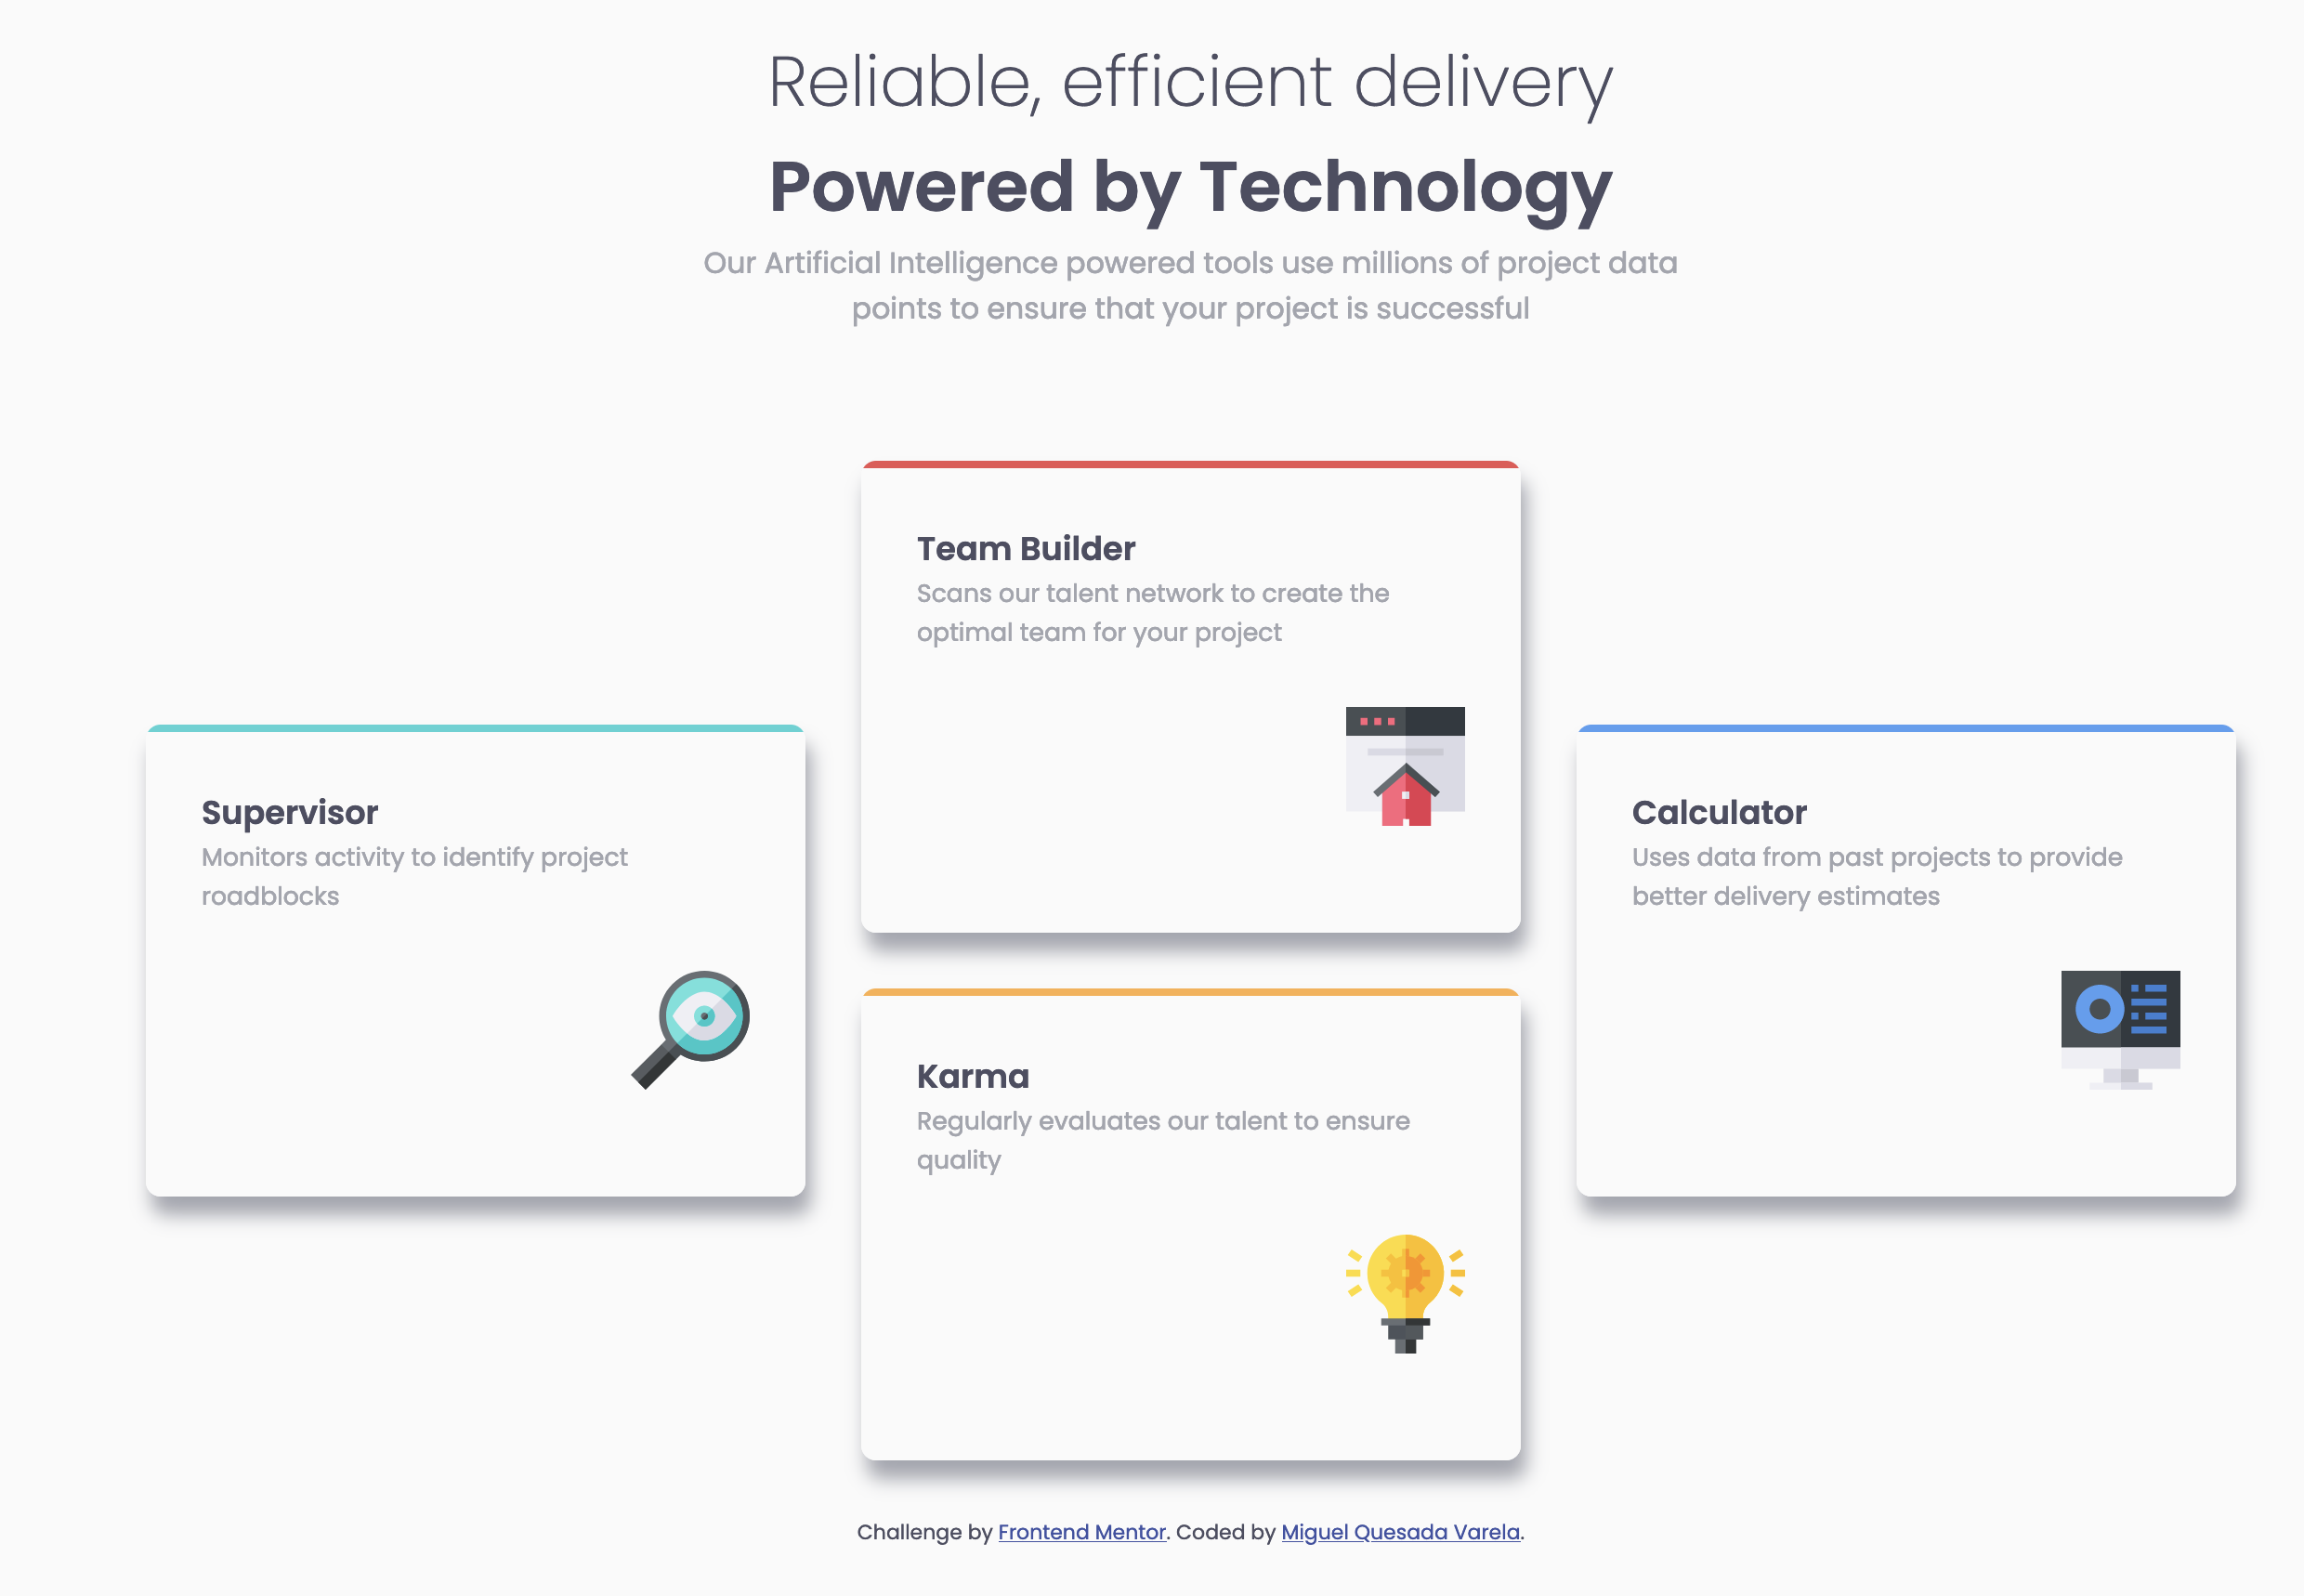 Reliable, efficient delivery
Powered by Technology
Our Artificial Intelligence powered tools use millions of project data
points to ensure that your project is successful
Team Builder
Scans our talent network to create the
optimal team for your project
Supervisor
Monitors activity to identify project
roadblocks
Calculator
Uses data from past projects to provide
better delivery estimates
Karma
Regularly evaluates our talent to ensure
quality
Challenge by Frontend Mentor. Coded by Miguel Quesada Varela.